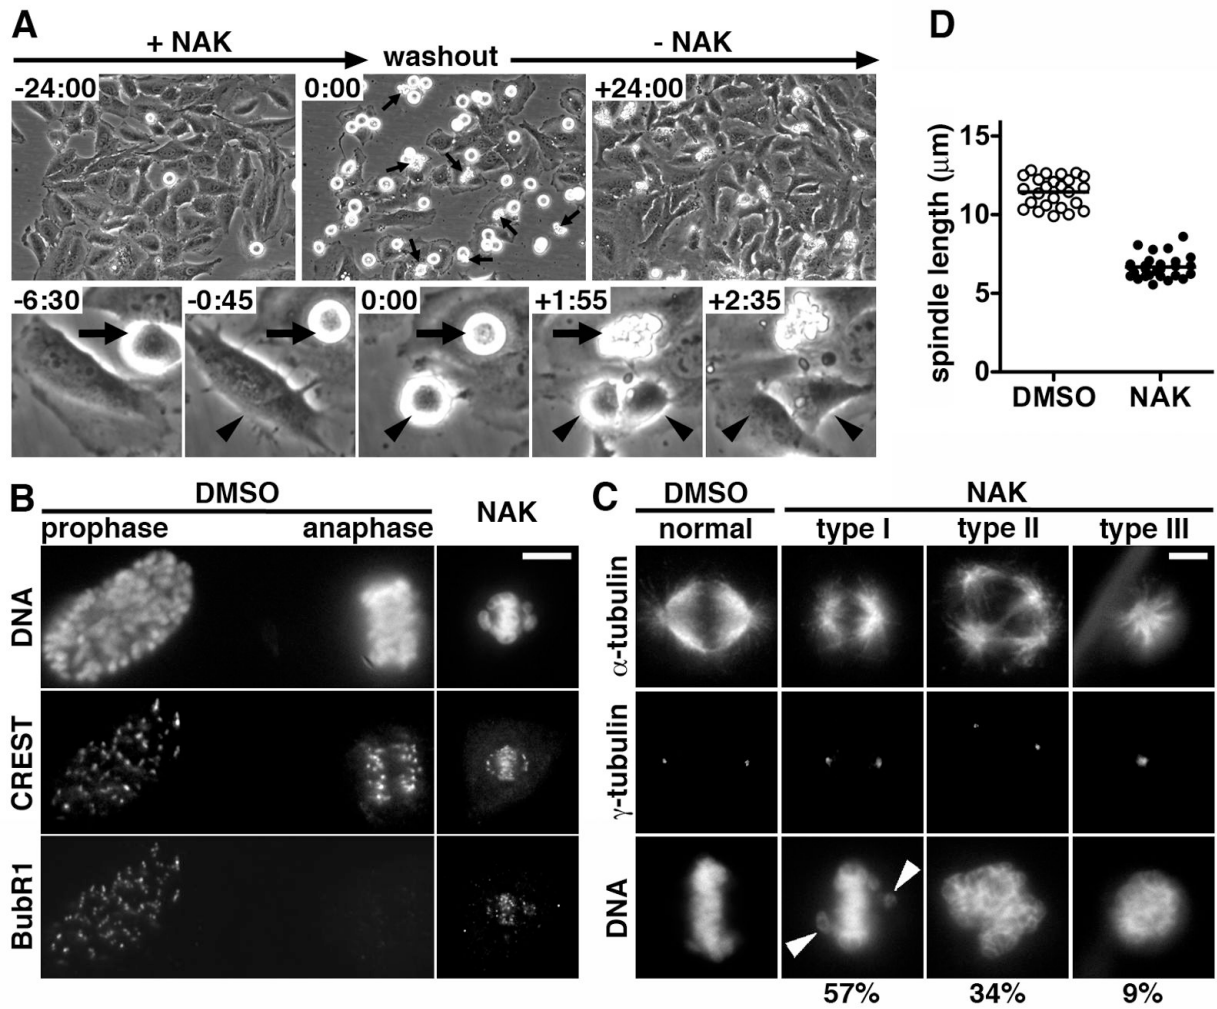 A
+ NAK
washout
- NAK
-24:00
0:00
+24:00
-6:30
-0:45
0:00
+1:55
+2:35
D
spindle length (μm)
15
10
5
0
DMSO
NAK
B
DMSO
NAK
prophase
anaphase
DNA
CREST
BubR1
C
DMSO
NAK
normal
type I
type II
type III
α-tubulin
γ-tubulin
DNA
57%
34%
9%